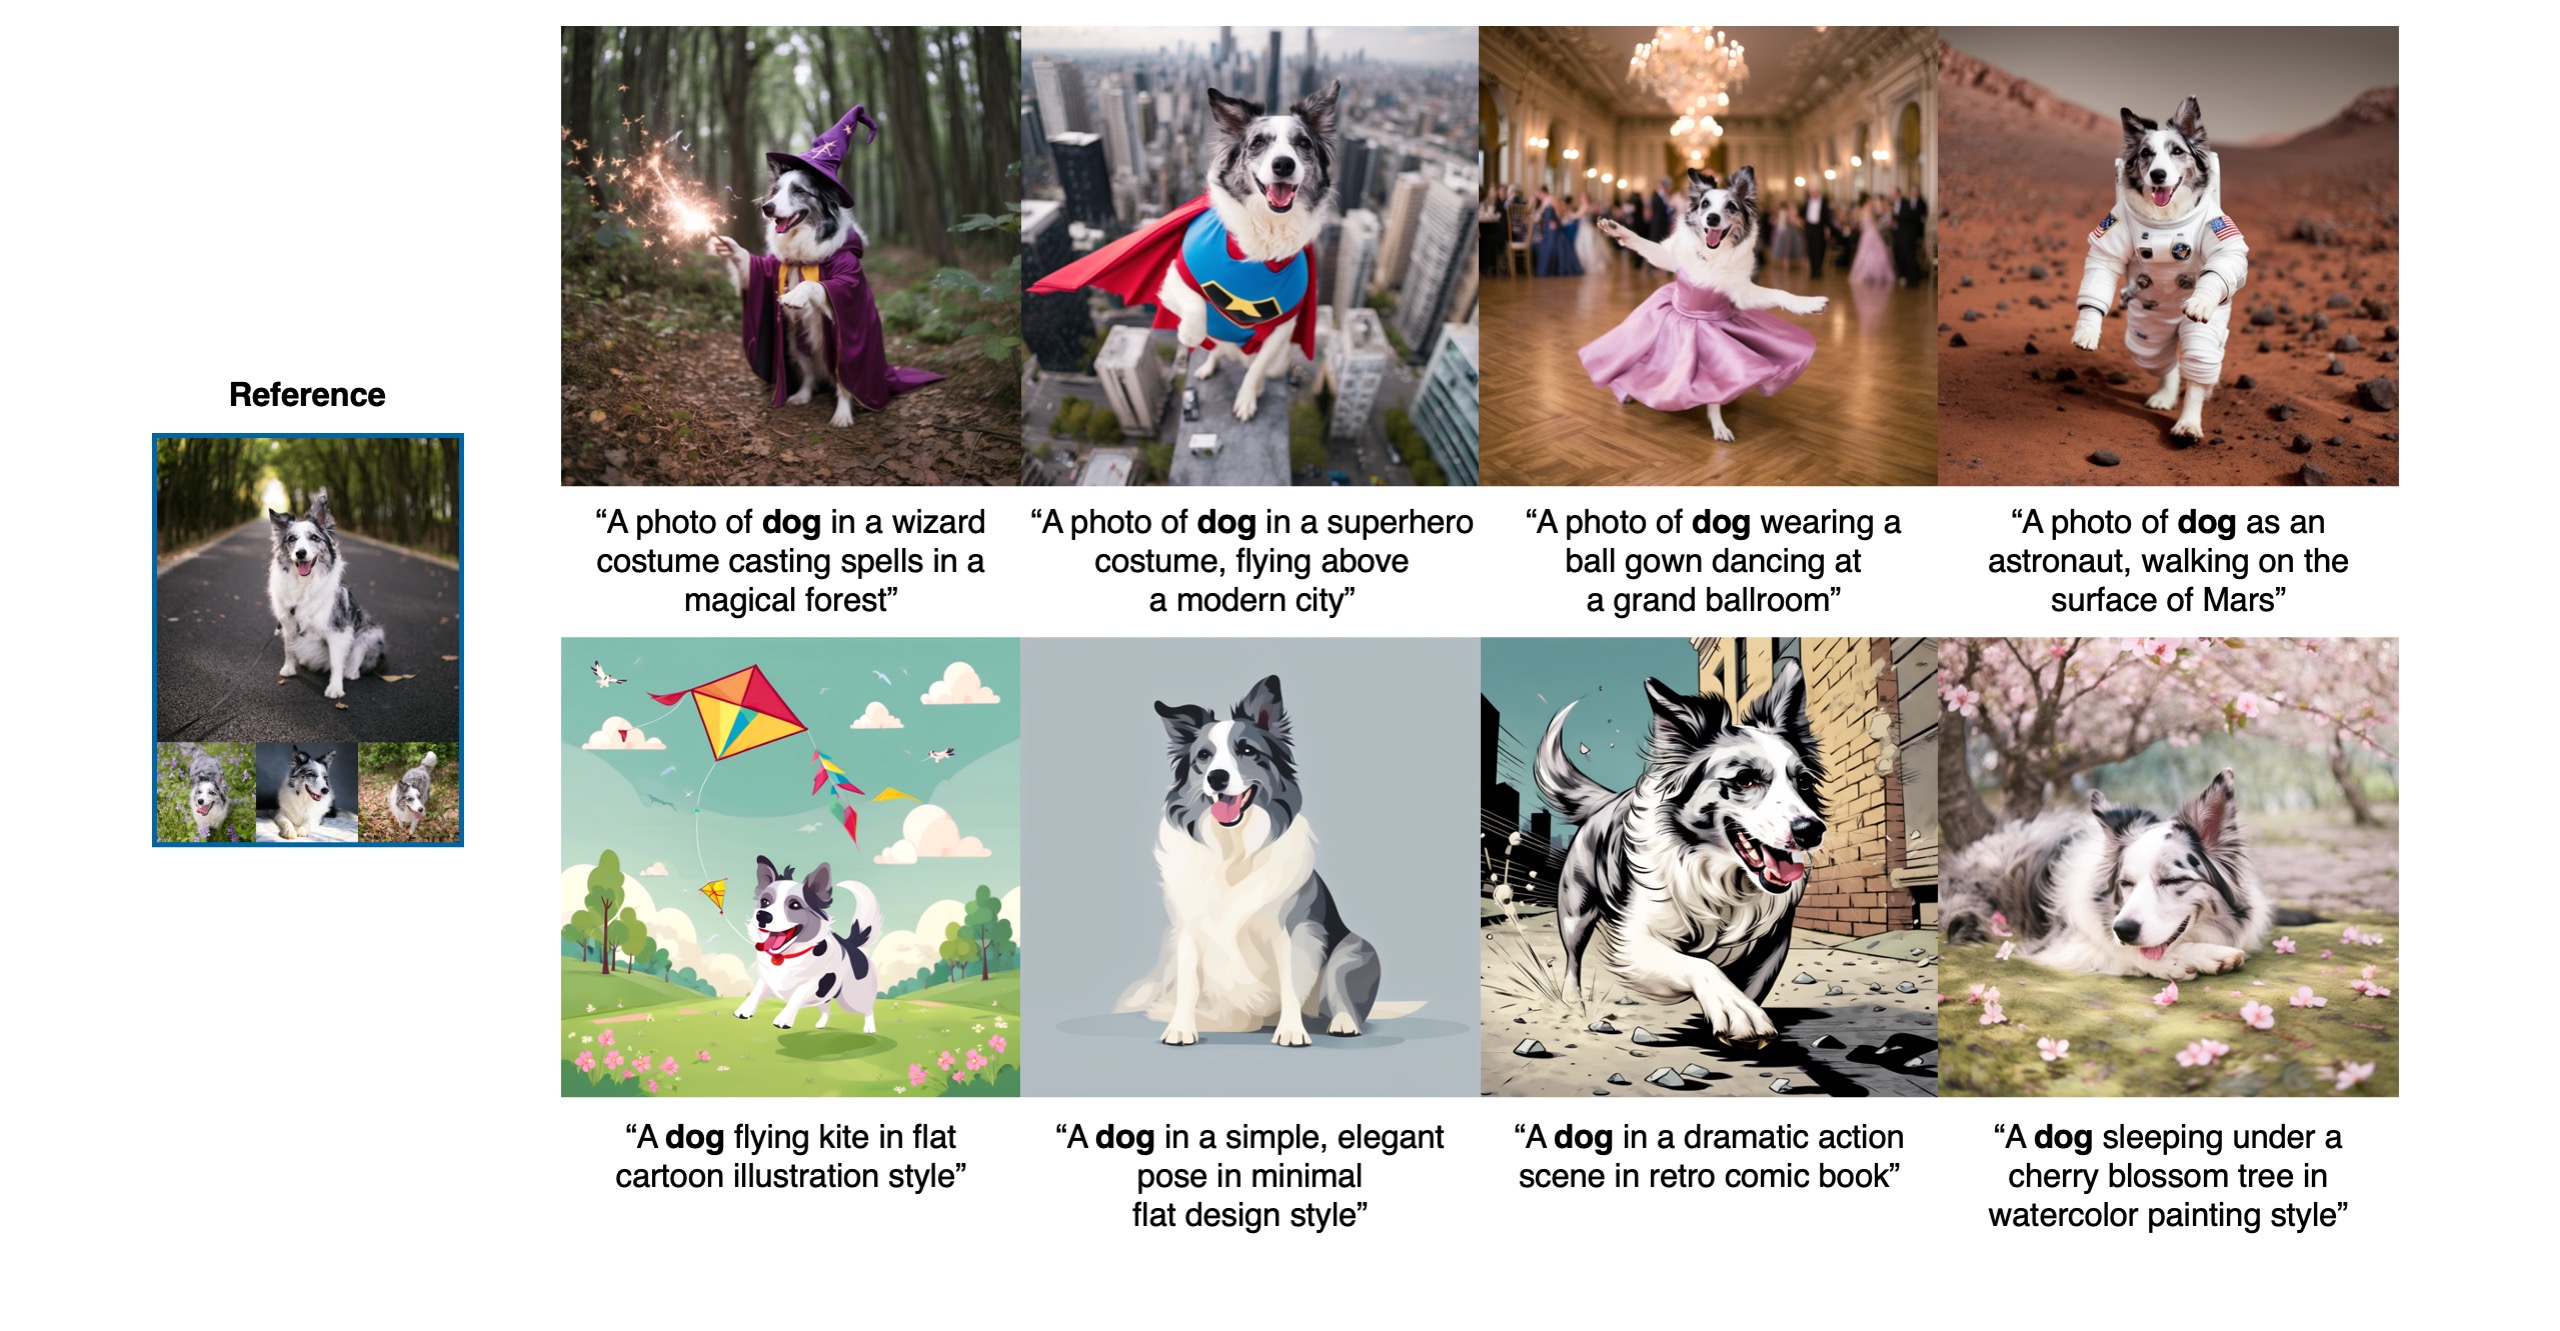 Reference
“A photo of dog in a wizard
costume casting spells in a
magical forest”
“A photo of dog in a superhero
costume, flying above
a modern city”
“A photo of dog wearing a
ball gown dancing at
a grand ballroom”
“A photo of dog as an
astronaut, walking on the
surface of Mars”
“A dog flying kite in flat
cartoon illustration style”
“A dog in a simple, elegant
pose in minimal
flat design style”
“A dog in a dramatic action
scene in retro comic book”
“A dog sleeping under a
cherry blossom tree in
watercolor painting style”